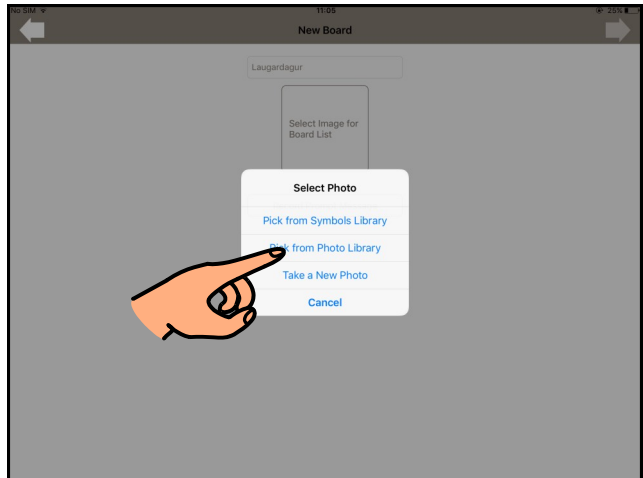 No SIM 11:05 25%
New Board
Laugardagur
Select Image for
Board List
Select Photo
Pick from Symbols Library
Pick from Photo Library
Take a New Photo
Cancel